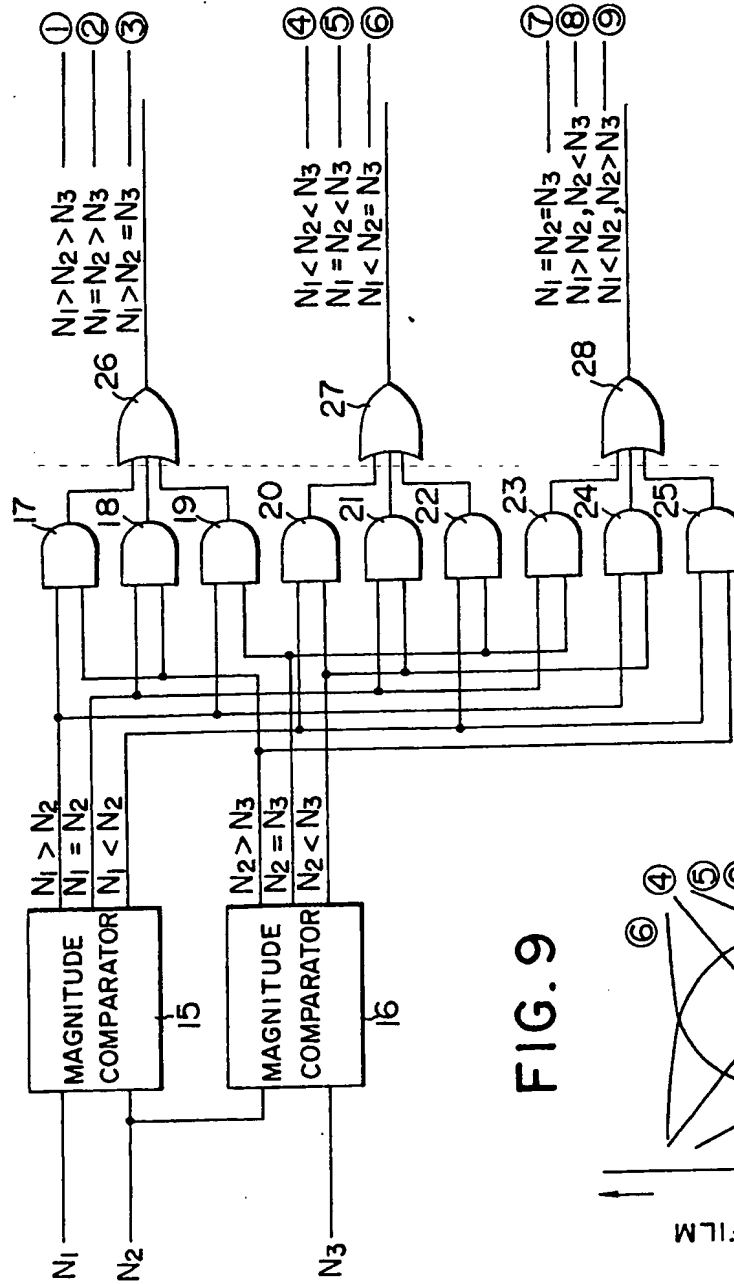 N1
N2
N3
MAGNITUDE
COMPARATOR
15
MAGNITUDE
COMPARATOR
16
N1 > N2
N1 = N2
N1 < N2
N2 > N3
N2 = N3
N2 < N3
17
18
19
20
21
22
23
24
25
26
27
28
N1 > N2 > N3 ①
N1 = N2 > N3 ②
N1 > N2 = N3 ③
N1 < N2 < N3 ④
N1 = N2 < N3 ⑤
N1 < N2 = N3 ⑥
N1 = N2 = N3 ⑦
N1 > N2, N2 < N3 ⑧
N1 < N2, N2 > N3 ⑨
FIG. 9
⑥
④
⑤
FILM